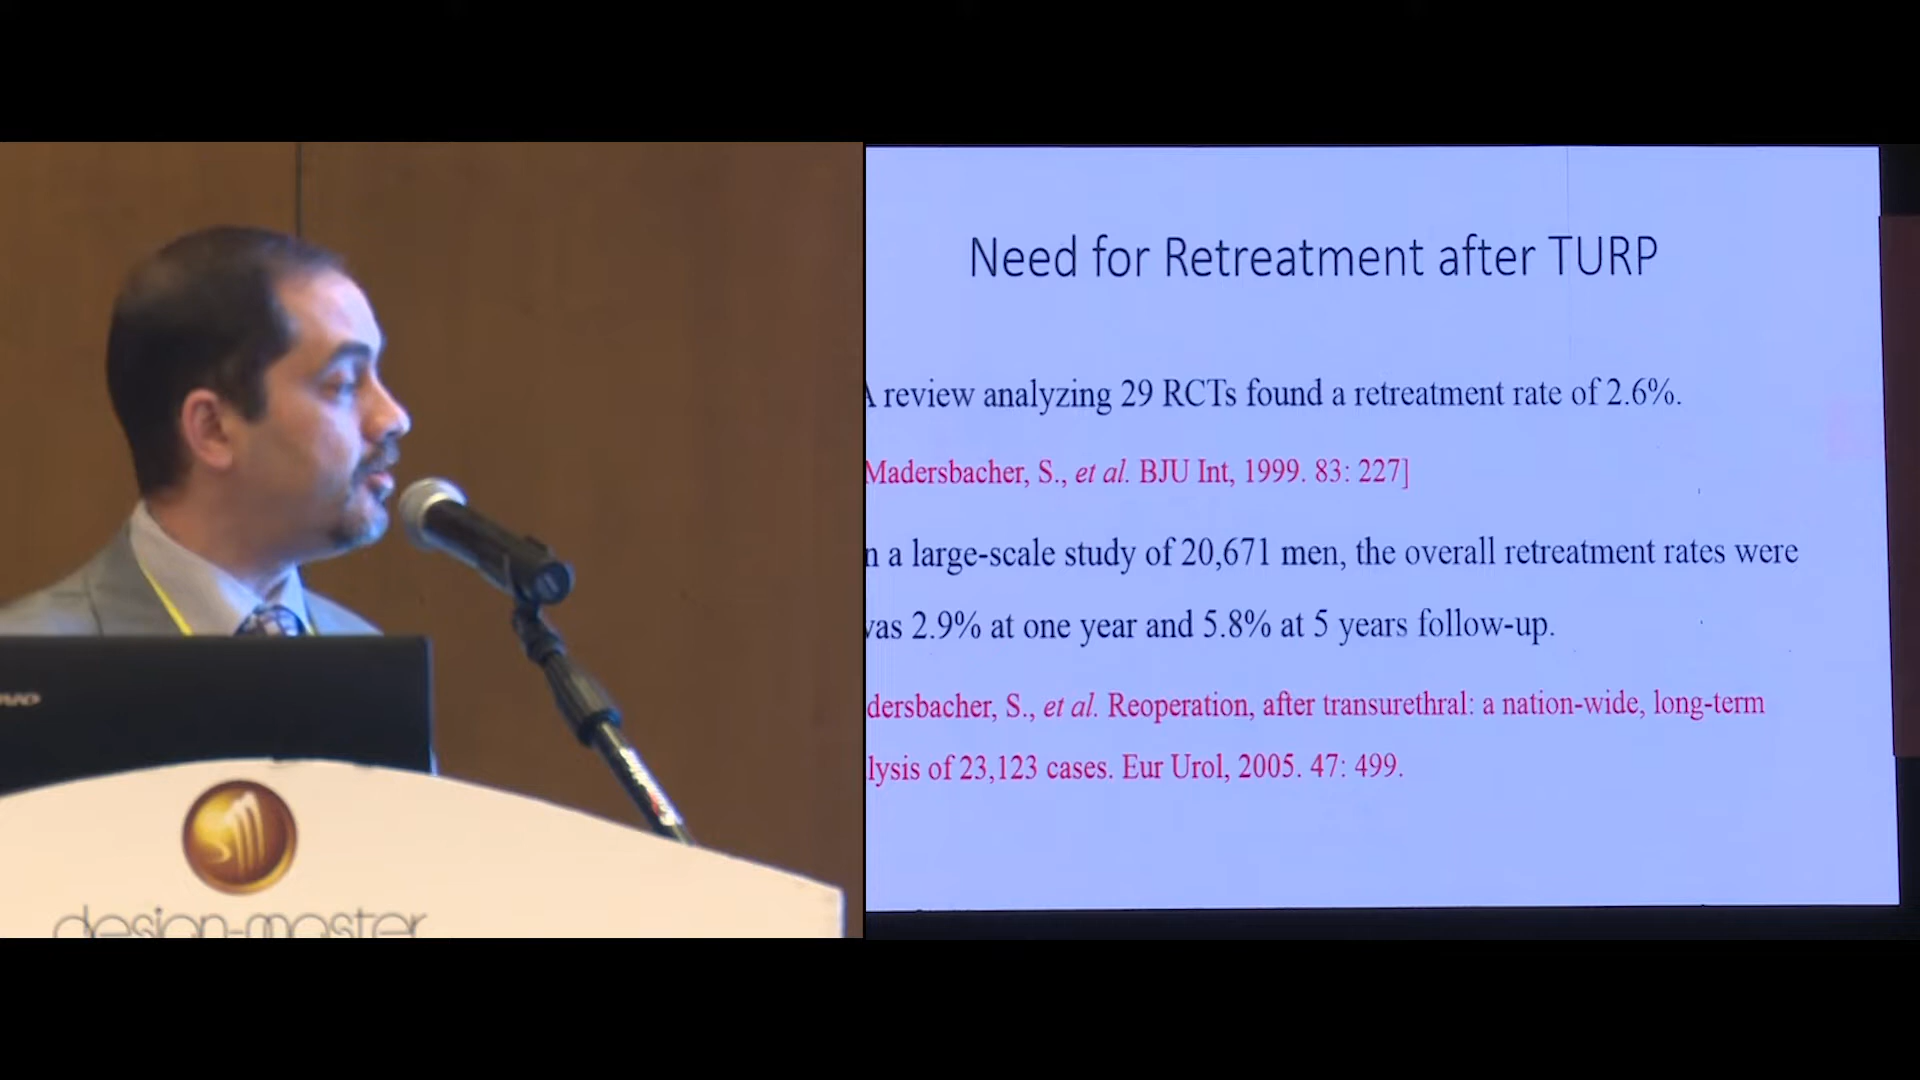 Need for Retreatment after TURP
A review analyzing 29 RCTs found a retreatment rate of 2.6%.
Madersbacher, S., et al. BJU Int, 1999. 83: 227]
n a large-scale study of 20,671 men, the overall retreatment rates were
was 2.9% at one year and 5.8% at 5 years follow-up.
dersbacher, S., et al. Reoperation, after transurethral: a nation-wide, long-term
lysis of 23,123 cases. Eur Urol, 2005. 47: 499.
design-master